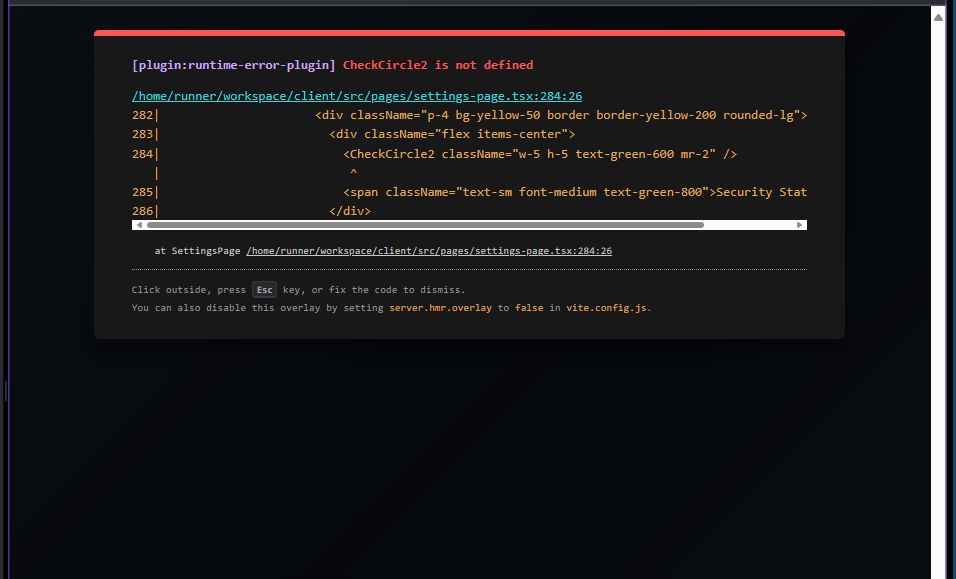 [plugin:runtime-error-plugin] CheckCircle2 is not defined
/home/runner/workspace/client/src/pages/settings-page.tsx:284:26
282|                      <div className="p-4 bg-yellow-50 border border-yellow-200 rounded-lg">
283|                        <div className="flex items-center">
284|                          <CheckCircle2 className="w-5 h-5 text-green-600 mr-2" />
   |                           ^
285|                          <span className="text-sm font-medium text-green-800">Security Stat
286|                        </div>
at SettingsPage /home/runner/workspace/client/src/pages/settings-page.tsx:284:26
Click outside, press Esc key, or fix the code to dismiss.
You can also disable this overlay by setting server.hmr.overlay to false in vite.config.js.